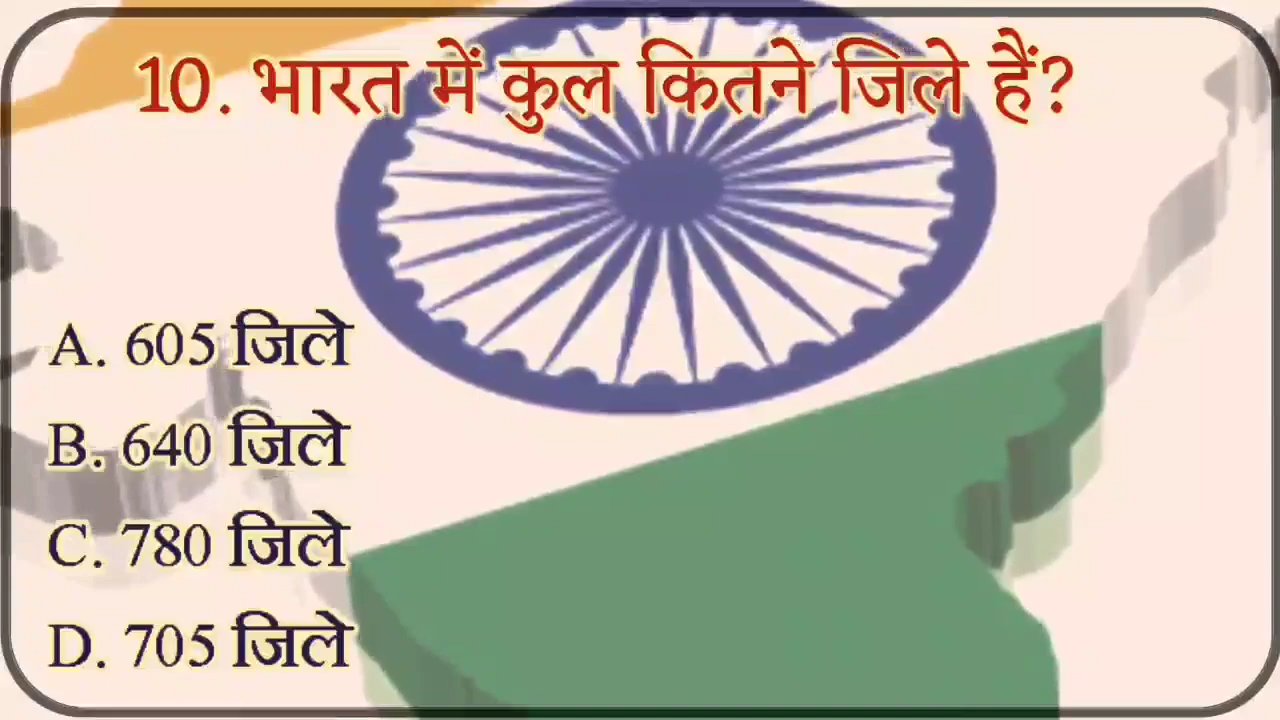 10. भारत में कुल कितने जिले हैं?
A. 605 जिले
B. 640 जिले
C. 780 जिले
D. 705 जिले